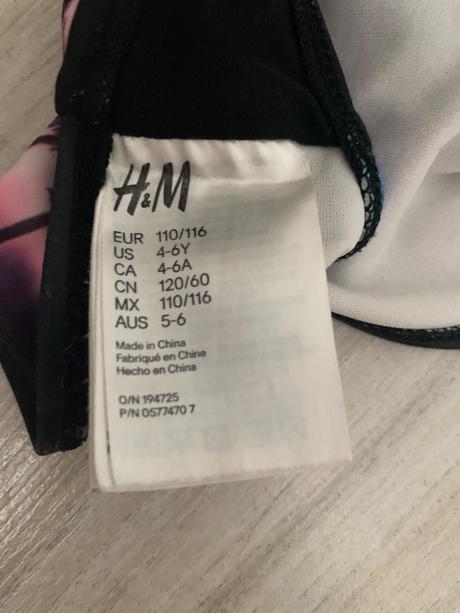 H&M
EUR 110/116
US 4-6Y
CA 4-6A
CN 120/60
MX 110/116
AUS 5-6
Made in China
Fabriqué en Chine
Hecho en China
O/N 194725
P/N 0577470 7